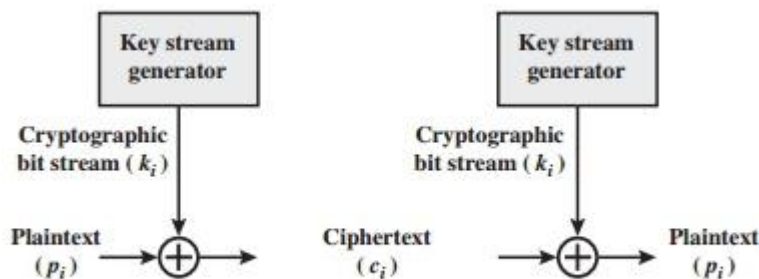 Key stream
generator
Cryptographic
bit stream ( kᵢ )
Plaintext
( pᵢ )
Ciphertext
( cᵢ )
Key stream
generator
Cryptographic
bit stream ( kᵢ )
Plaintext
( pᵢ )